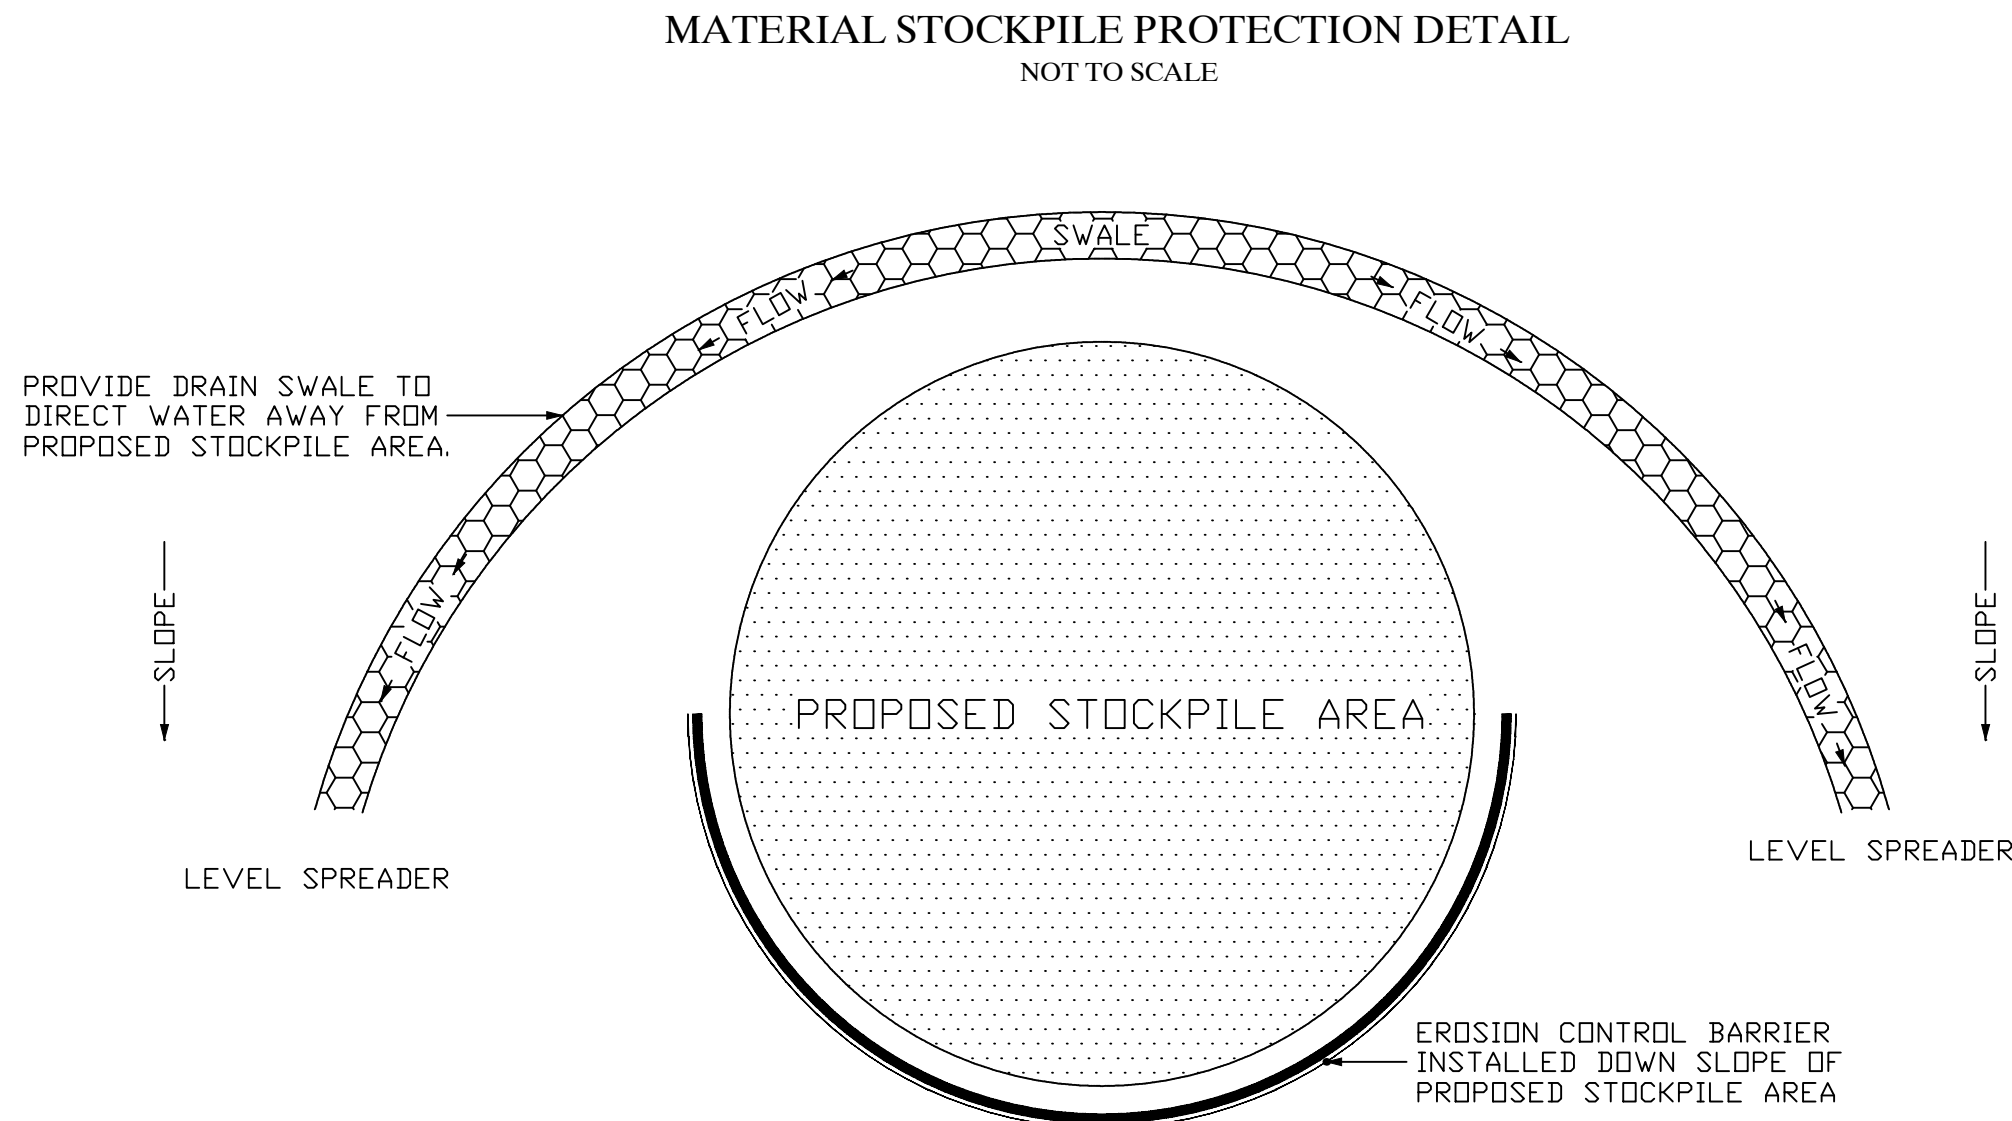 MATERIAL STOCKPILE PROTECTION DETAIL
NOT TO SCALE
SWALE
FLOW
FLOW
PROVIDE DRAIN SWALE TO
DIRECT WATER AWAY FROM
PROPOSED STOCKPILE AREA.
FLOW
FLOW
SLOPE
SLOPE
PROPOSED STOCKPILE AREA
LEVEL SPREADER
LEVEL SPREADER
EROSION CONTROL BARRIER
INSTALLED DOWN SLOPE OF
PROPOSED STOCKPILE AREA